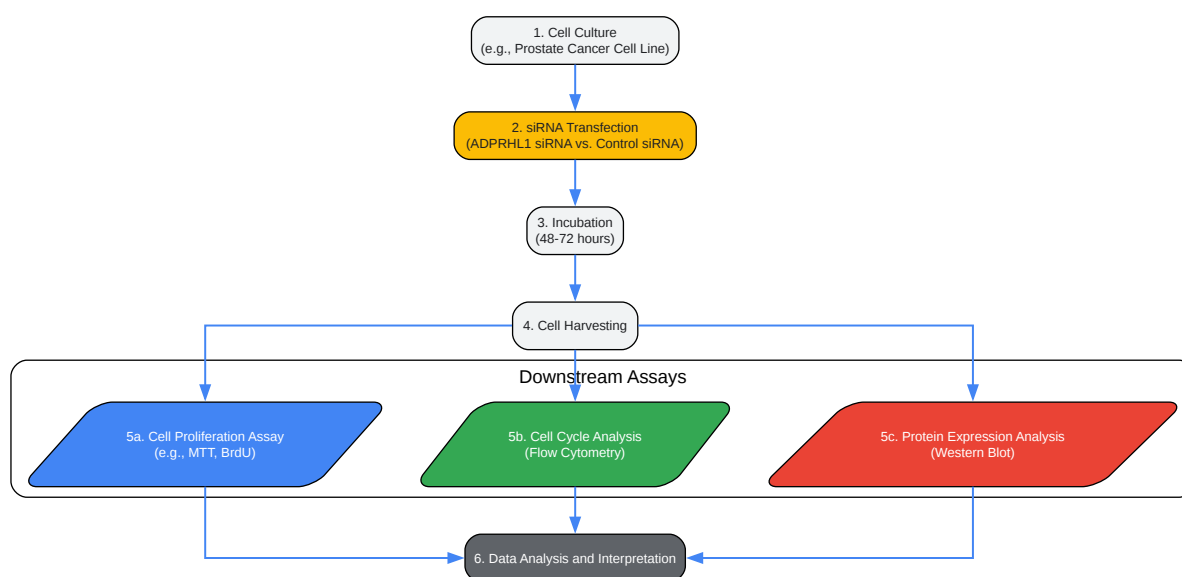 1. Cell Culture
(e.g., Prostate Cancer Cell Line)
2. siRNA Transfection
(ADPRHL1 siRNA vs. Control siRNA)
3. Incubation
(48-72 hours)
4. Cell Harvesting
Downstream Assays
5a. Cell Proliferation Assay
(e.g., MTT, BrdU)
5b. Cell Cycle Analysis
(Flow Cytometry)
5c. Protein Expression Analysis
(Western Blot)
6. Data Analysis and Interpretation